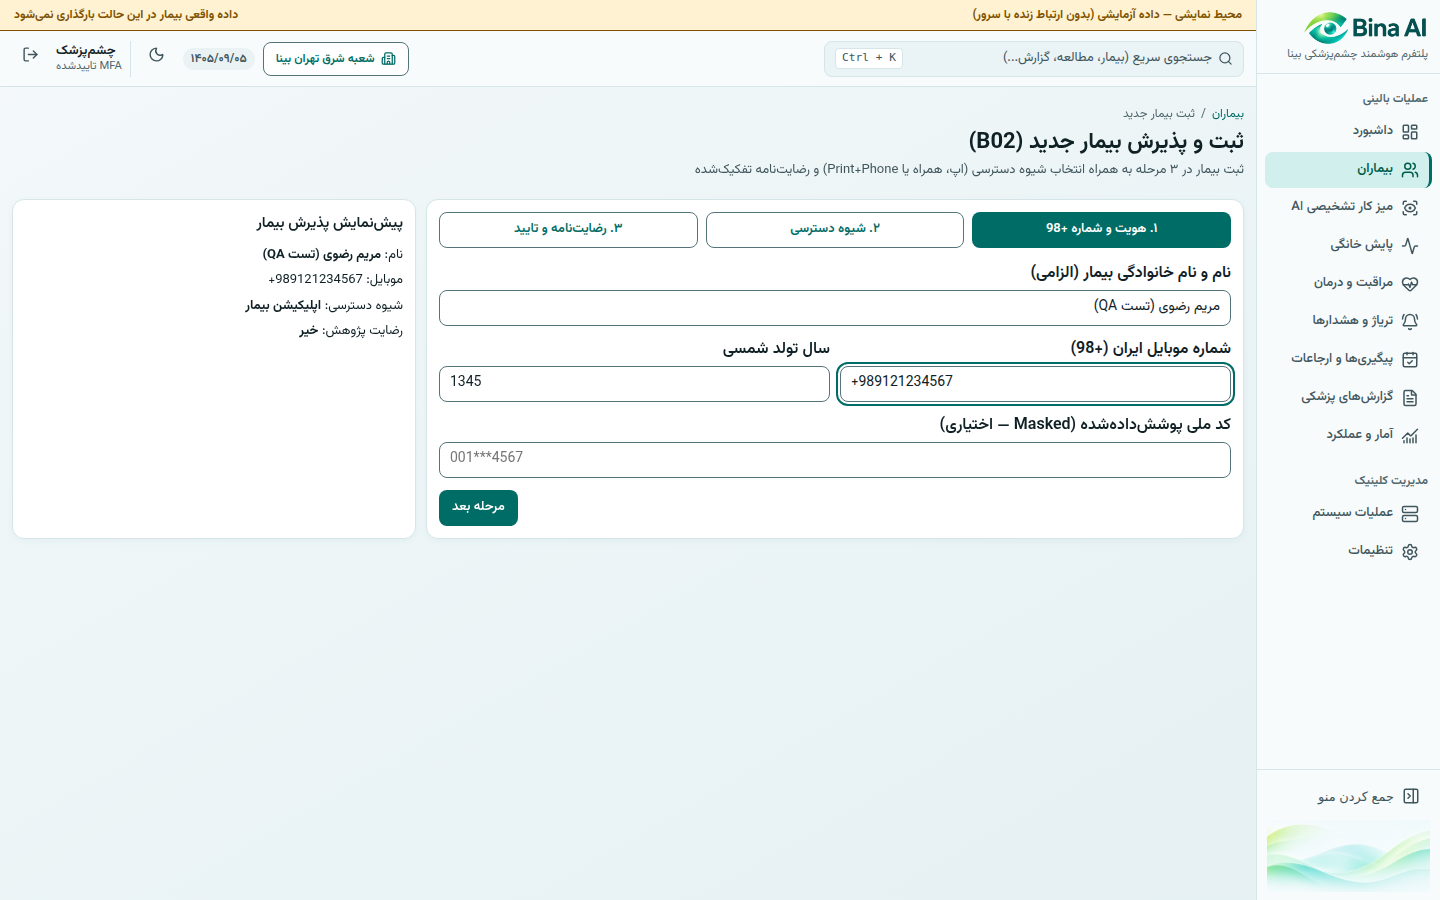 محیط نمایشی — داده آزمایشی (بدون ارتباط زنده با سرور)
داده واقعی بیمار در این حالت بارگذاری نمی‌شود
Bina AI
پلتفرم هوشمند چشم‌پزشکی بینا
عملیات بالینی
داشبورد
بیماران
میز کار تشخیصی AI
پایش خانگی
مراقبت و درمان
تریاژ و هشدارها
پیگیری‌ها و ارجاعات
گزارش‌های پزشکی
آمار و عملکرد
مدیریت کلینیک
عملیات سیستم
تنظیمات
جمع کردن منو
جستجوی سریع (بیمار، مطالعه، گزارش...)
Ctrl + K
شعبه شرق تهران بینا
۱۴۰۵/۰۹/۰۵
چشم‌پزشک
MFA تاییدشده
بیماران / ثبت بیمار جدید
ثبت و پذیرش بیمار جدید (B02)
ثبت بیمار در ۳ مرحله به همراه انتخاب شیوه دسترسی (اپ، همراه یا Print+Phone) و رضایت‌نامه تفکیک‌شده
۱. هویت و شماره +98
۲. شیوه دسترسی
۳. رضایت‌نامه و تایید
نام و نام خانوادگی بیمار (الزامی)
مریم رضوی (تست QA)
شماره موبایل ایران (+98)
+989121234567
سال تولد شمسی
1345
کد ملی پوشش‌داده‌شده (Masked — اختیاری)
001***4567
مرحله بعد
پیش‌نمایش پذیرش بیمار
نام: مریم رضوی (تست QA)
موبایل: 989121234567+
شیوه دسترسی: اپلیکیشن بیمار
رضایت پژوهش: خیر